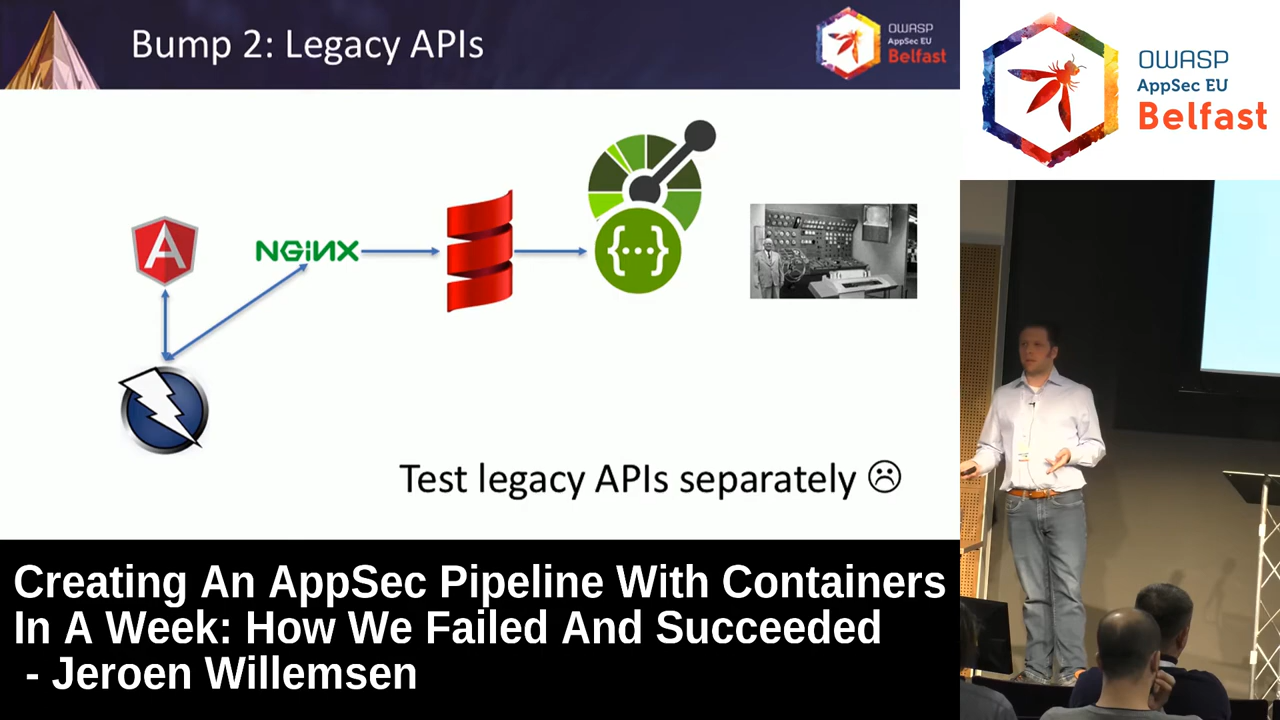 Bump 2: Legacy APIs
OWASP
AppSec EU
Belfast
OWASP
AppSec EU
Belfast
A
NGiNX
{···}
Test legacy APIs separately ☹
Creating An AppSec Pipeline With Containers
In A Week: How We Failed And Succeeded
- Jeroen Willemsen